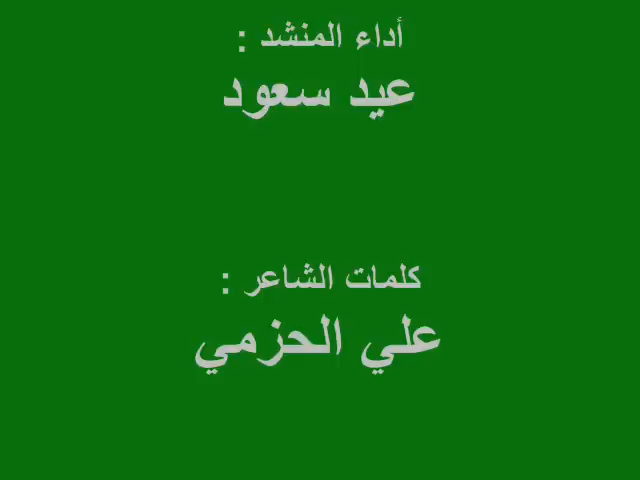 أداء المنشد :
عيد سعود
كلمات الشاعر :
علي الحزمي